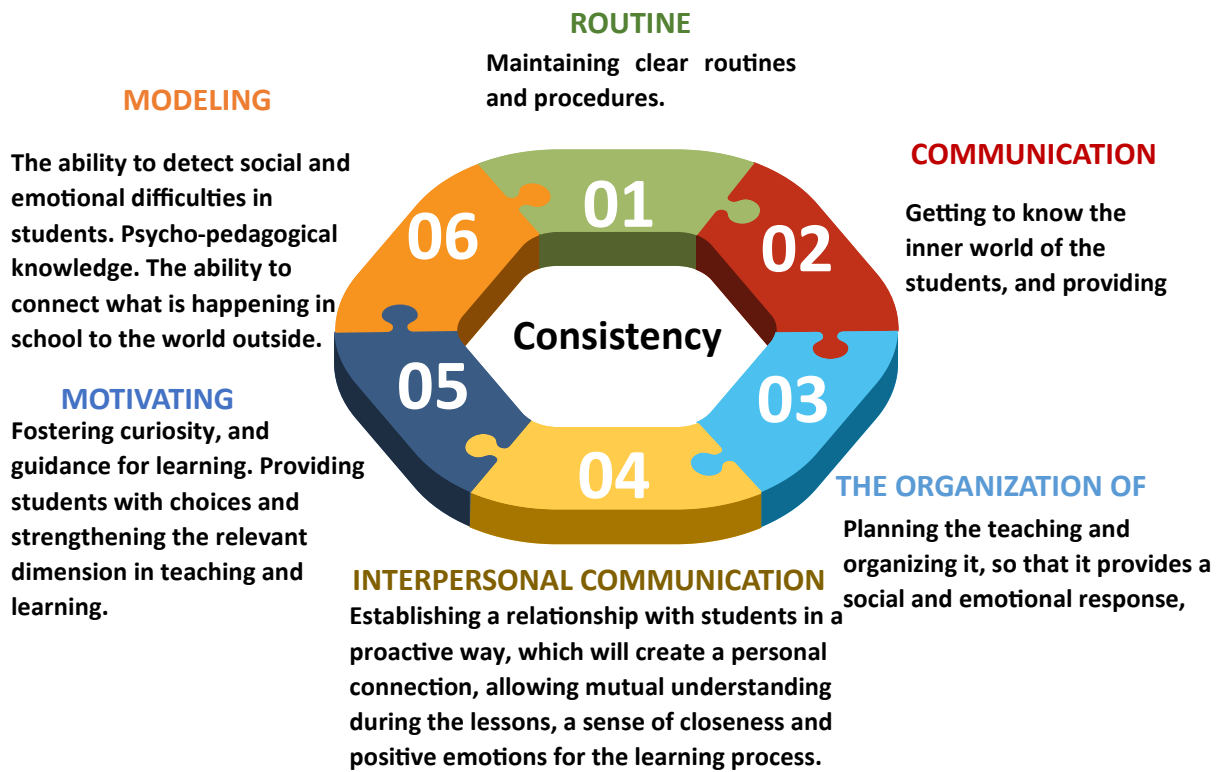 ROUTINE
Maintaining clear routines
and procedures.
MODELING
The ability to detect social and
emotional difficulties in
students. Psycho-pedagogical
knowledge. The ability to
connect what is happening in
school to the world outside.
COMMUNICATION
Getting to know the
inner world of the
students, and providing
01
02
03
04
05
06
Consistency
MOTIVATING
Fostering curiosity, and
guidance for learning. Providing
students with choices and
strengthening the relevant
dimension in teaching and
learning.
THE ORGANIZATION OF
Planning the teaching and
organizing it, so that it provides a
social and emotional response,
INTERPERSONAL COMMUNICATION
Establishing a relationship with students in a
proactive way, which will create a personal
connection, allowing mutual understanding
during the lessons, a sense of closeness and
positive emotions for the learning process.